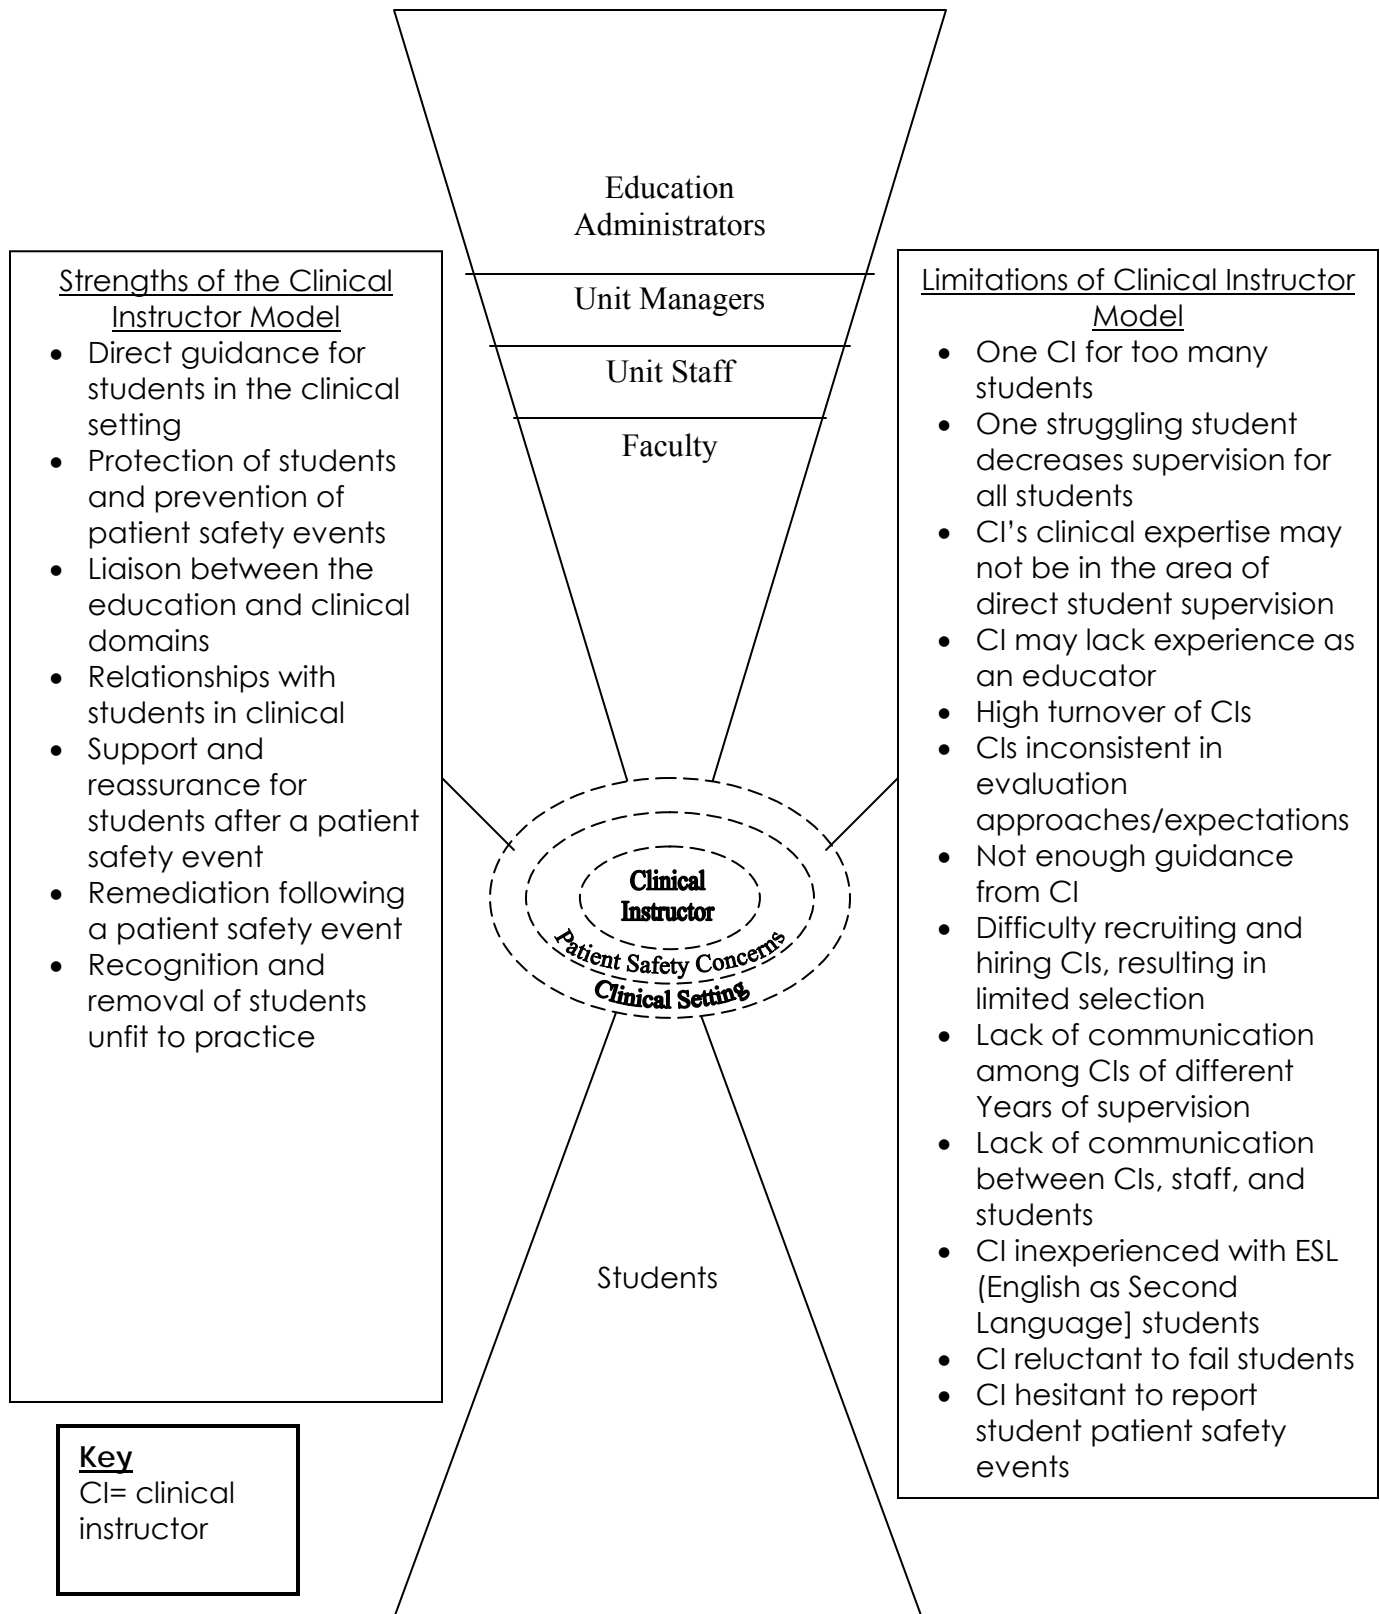 Education
Administrators
Unit Managers
Unit Staff
Faculty
Strengths of the Clinical
Instructor Model
• Direct guidance for
students in the clinical
setting
• Protection of students
and prevention of
patient safety events
• Liaison between the
education and clinical
domains
• Relationships with
students in clinical
• Support and
reassurance for
students after a patient
safety event
• Remediation following
a patient safety event
• Recognition and
removal of students
unfit to practice
Limitations of Clinical Instructor
Model
• One CI for too many
students
• One struggling student
decreases supervision for
all students
• CI’s clinical expertise may
not be in the area of
direct student supervision
• CI may lack experience as
an educator
• High turnover of CIs
• CIs inconsistent in
evaluation
approaches/expectations
• Not enough guidance
from CI
• Difficulty recruiting and
hiring CIs, resulting in
limited selection
• Lack of communication
among CIs of different
Years of supervision
• Lack of communication
between CIs, staff, and
students
• CI inexperienced with ESL
(English as Second
Language] students
• CI reluctant to fail students
• CI hesitant to report
student patient safety
events
Clinical
Instructor
Patient Safety Concerns
Clinical Setting
Students
Key
CI= clinical
instructor